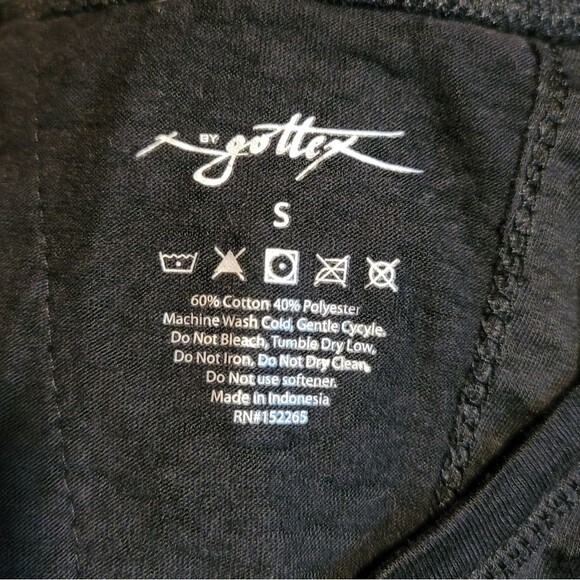 X BY gottex
S
60% Cotton 40% Polyester
Machine Wash Cold, Gentle Cycyle,
Do Not Bleach, Tumble Dry Low,
Do Not Iron, Do Not Dry Clean,
Do Not use softener.
Made in Indonesia
RN#152265